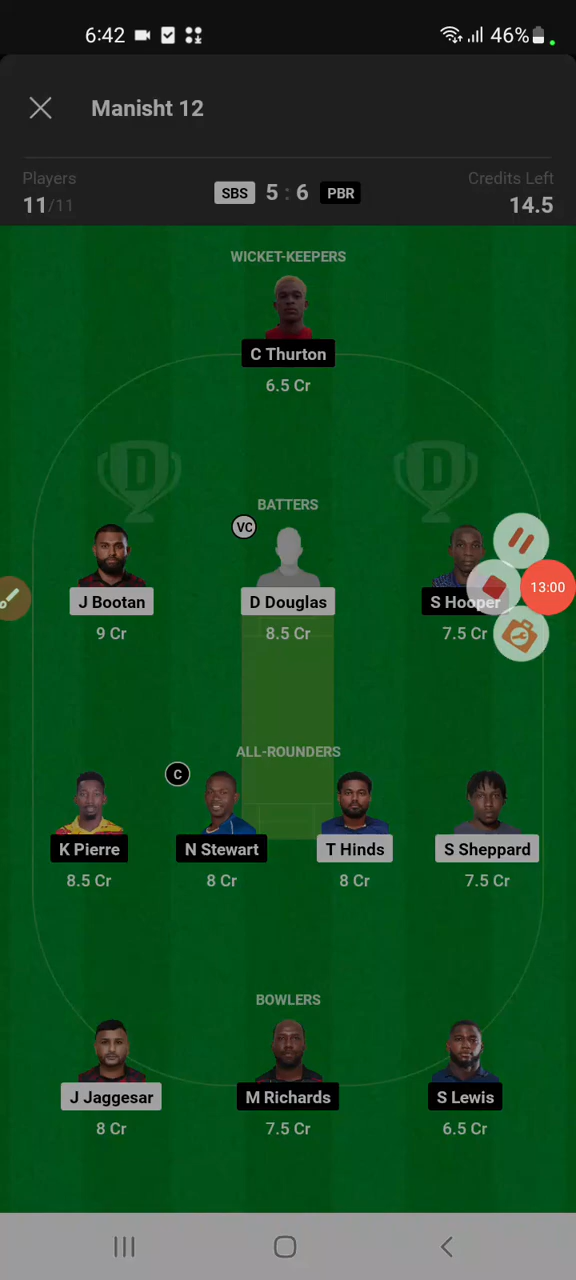 6:42 46%
Manisht 12
Players Credits Left
11/11 SBS 5 : 6 PBR 14.5
WICKET-KEEPERS
C Thurton
6.5 Cr
D D
BATTERS
VC
J Bootan D Douglas S Hooper
9 Cr 8.5 Cr 7.5 Cr
13:00
ALL-ROUNDERS
C
K Pierre N Stewart T Hinds S Sheppard
8.5 Cr 8 Cr 8 Cr 7.5 Cr
BOWLERS
J Jaggesar M Richards S Lewis
8 Cr 7.5 Cr 6.5 Cr